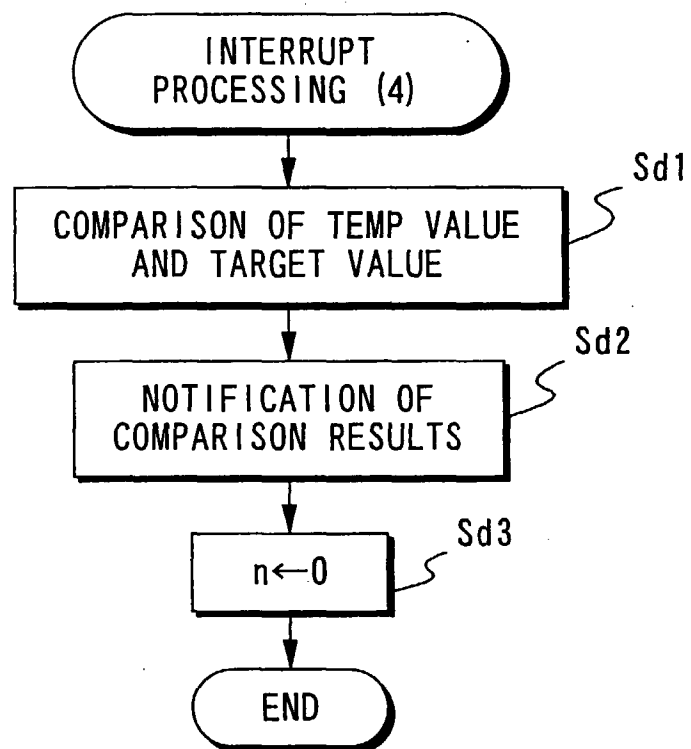 INTERRUPT
PROCESSING (4)
Sd1
COMPARISON OF TEMP VALUE
AND TARGET VALUE
Sd2
NOTIFICATION OF
COMPARISON RESULTS
Sd3
n←0
END